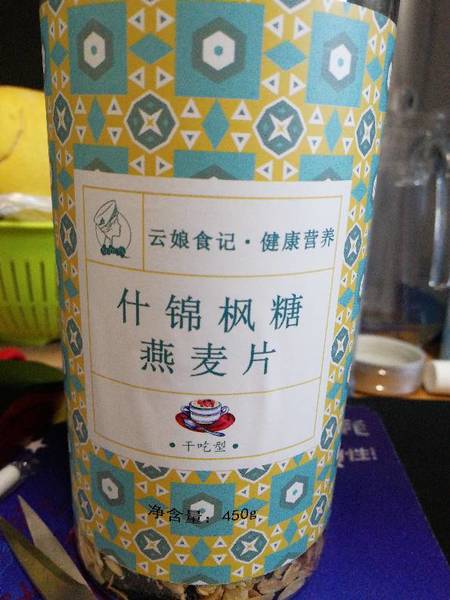 云娘食记·健康营养
什锦枫糖
燕麦片
·干吃型·
净含量：450g
性!